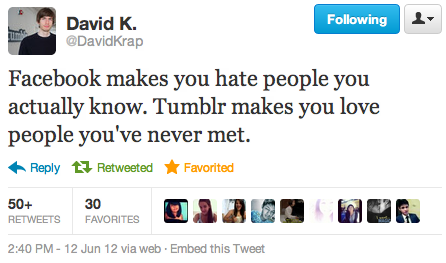 David K.
@DavidKrap
Following
Facebook makes you hate people you
actually know. Tumblr makes you love
people you've never met.
Reply Retweeted Favorited
50+ 30
RETWEETS FAVORITES
2:40 PM - 12 Jun 12 via web · Embed this Tweet